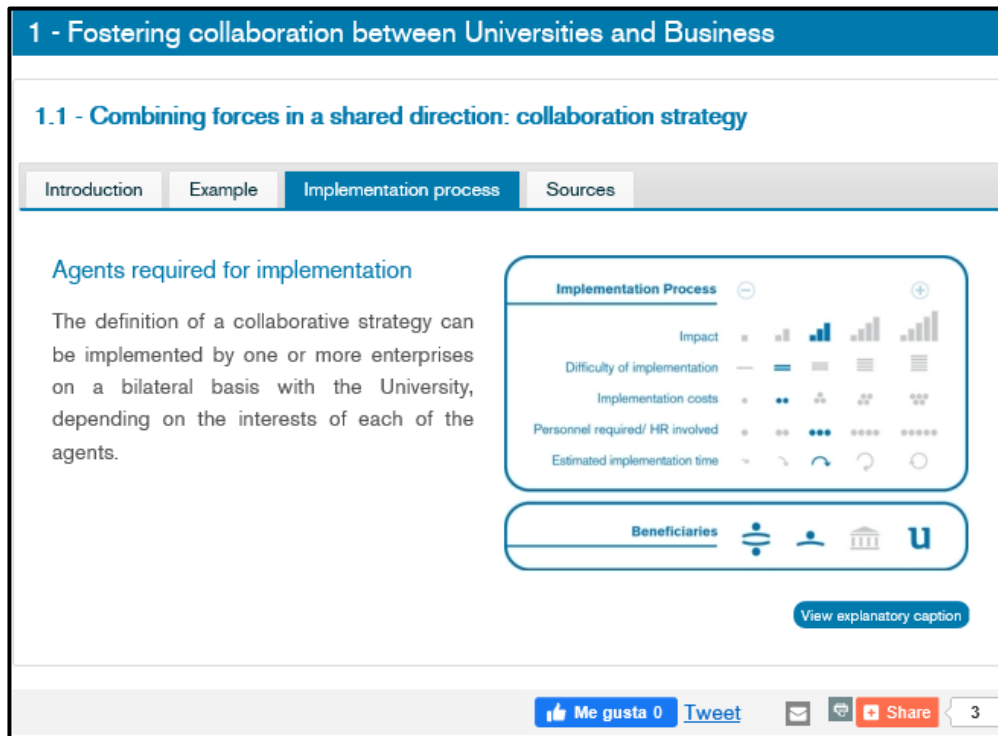 1 - Fostering collaboration between Universities and Business
1.1 - Combining forces in a shared direction: collaboration strategy
Introduction
Example
Implementation process
Sources
Agents required for implementation
The definition of a collaborative strategy can
be implemented by one or more enterprises
on a bilateral basis with the University,
depending on the interests of each of the
agents.
Implementation Process
Impact
Difficulty of implementation
Implementation costs
Personnel required/ HR involved
Estimated implementation time
Beneficiaries
u
View explanatory caption
Me gusta 0
Tweet
Share
3